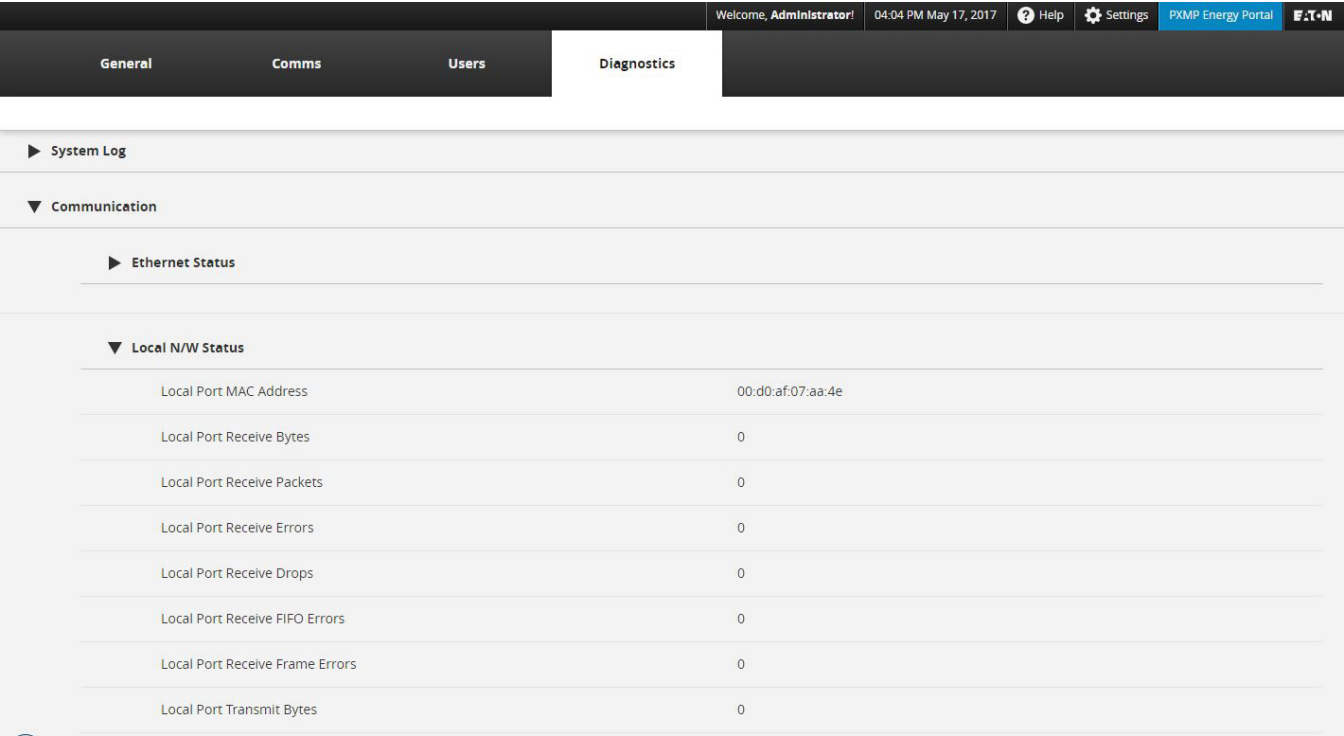 Welcome, Administrator! 04:04 PM May 17, 2017 Help Settings PXMP Energy Portal EATON
General Comms Users Diagnostics
System Log
Communication
Ethernet Status
Local N/W Status
Local Port MAC Address 00:d0:af:07:aa:4e
Local Port Receive Bytes 0
Local Port Receive Packets 0
Local Port Receive Errors 0
Local Port Receive Drops 0
Local Port Receive FIFO Errors 0
Local Port Receive Frame Errors 0
Local Port Transmit Bytes 0